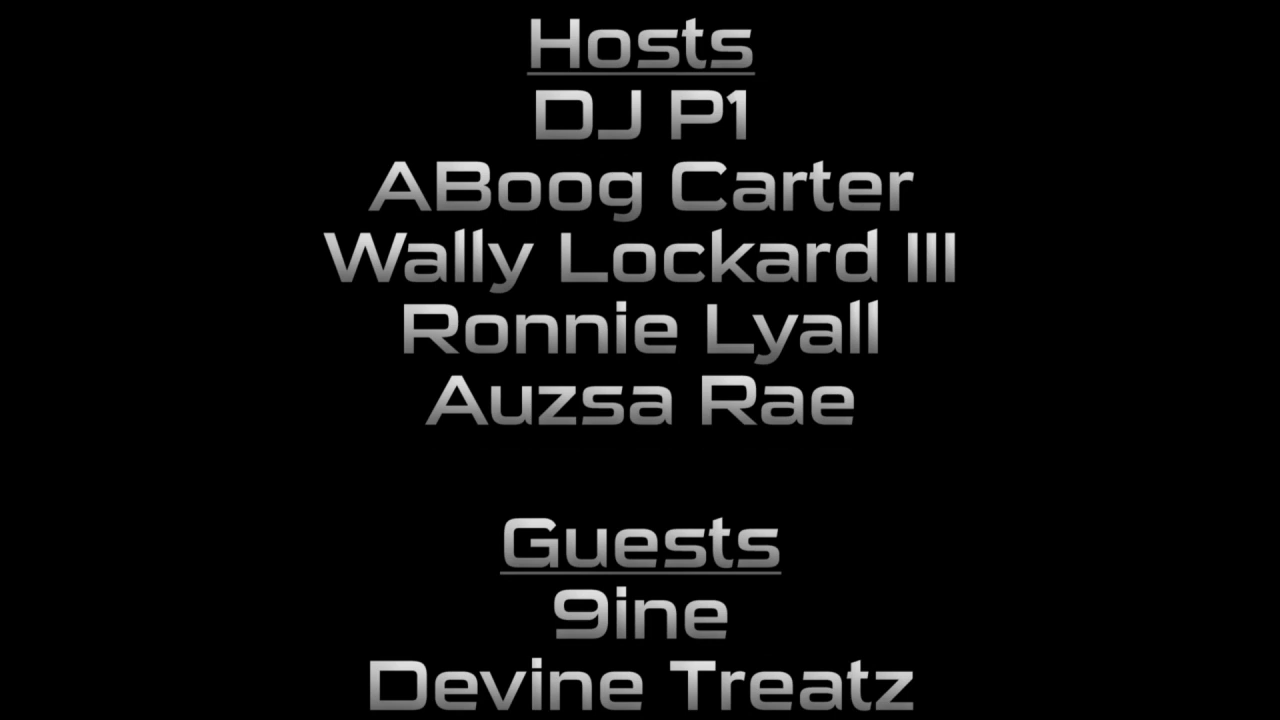 Hosts
DJ P1
ABoog Carter
Wally Lockard III
Ronnie Lyall
Auzsa Rae
Guests
9ine
Devine Treatz